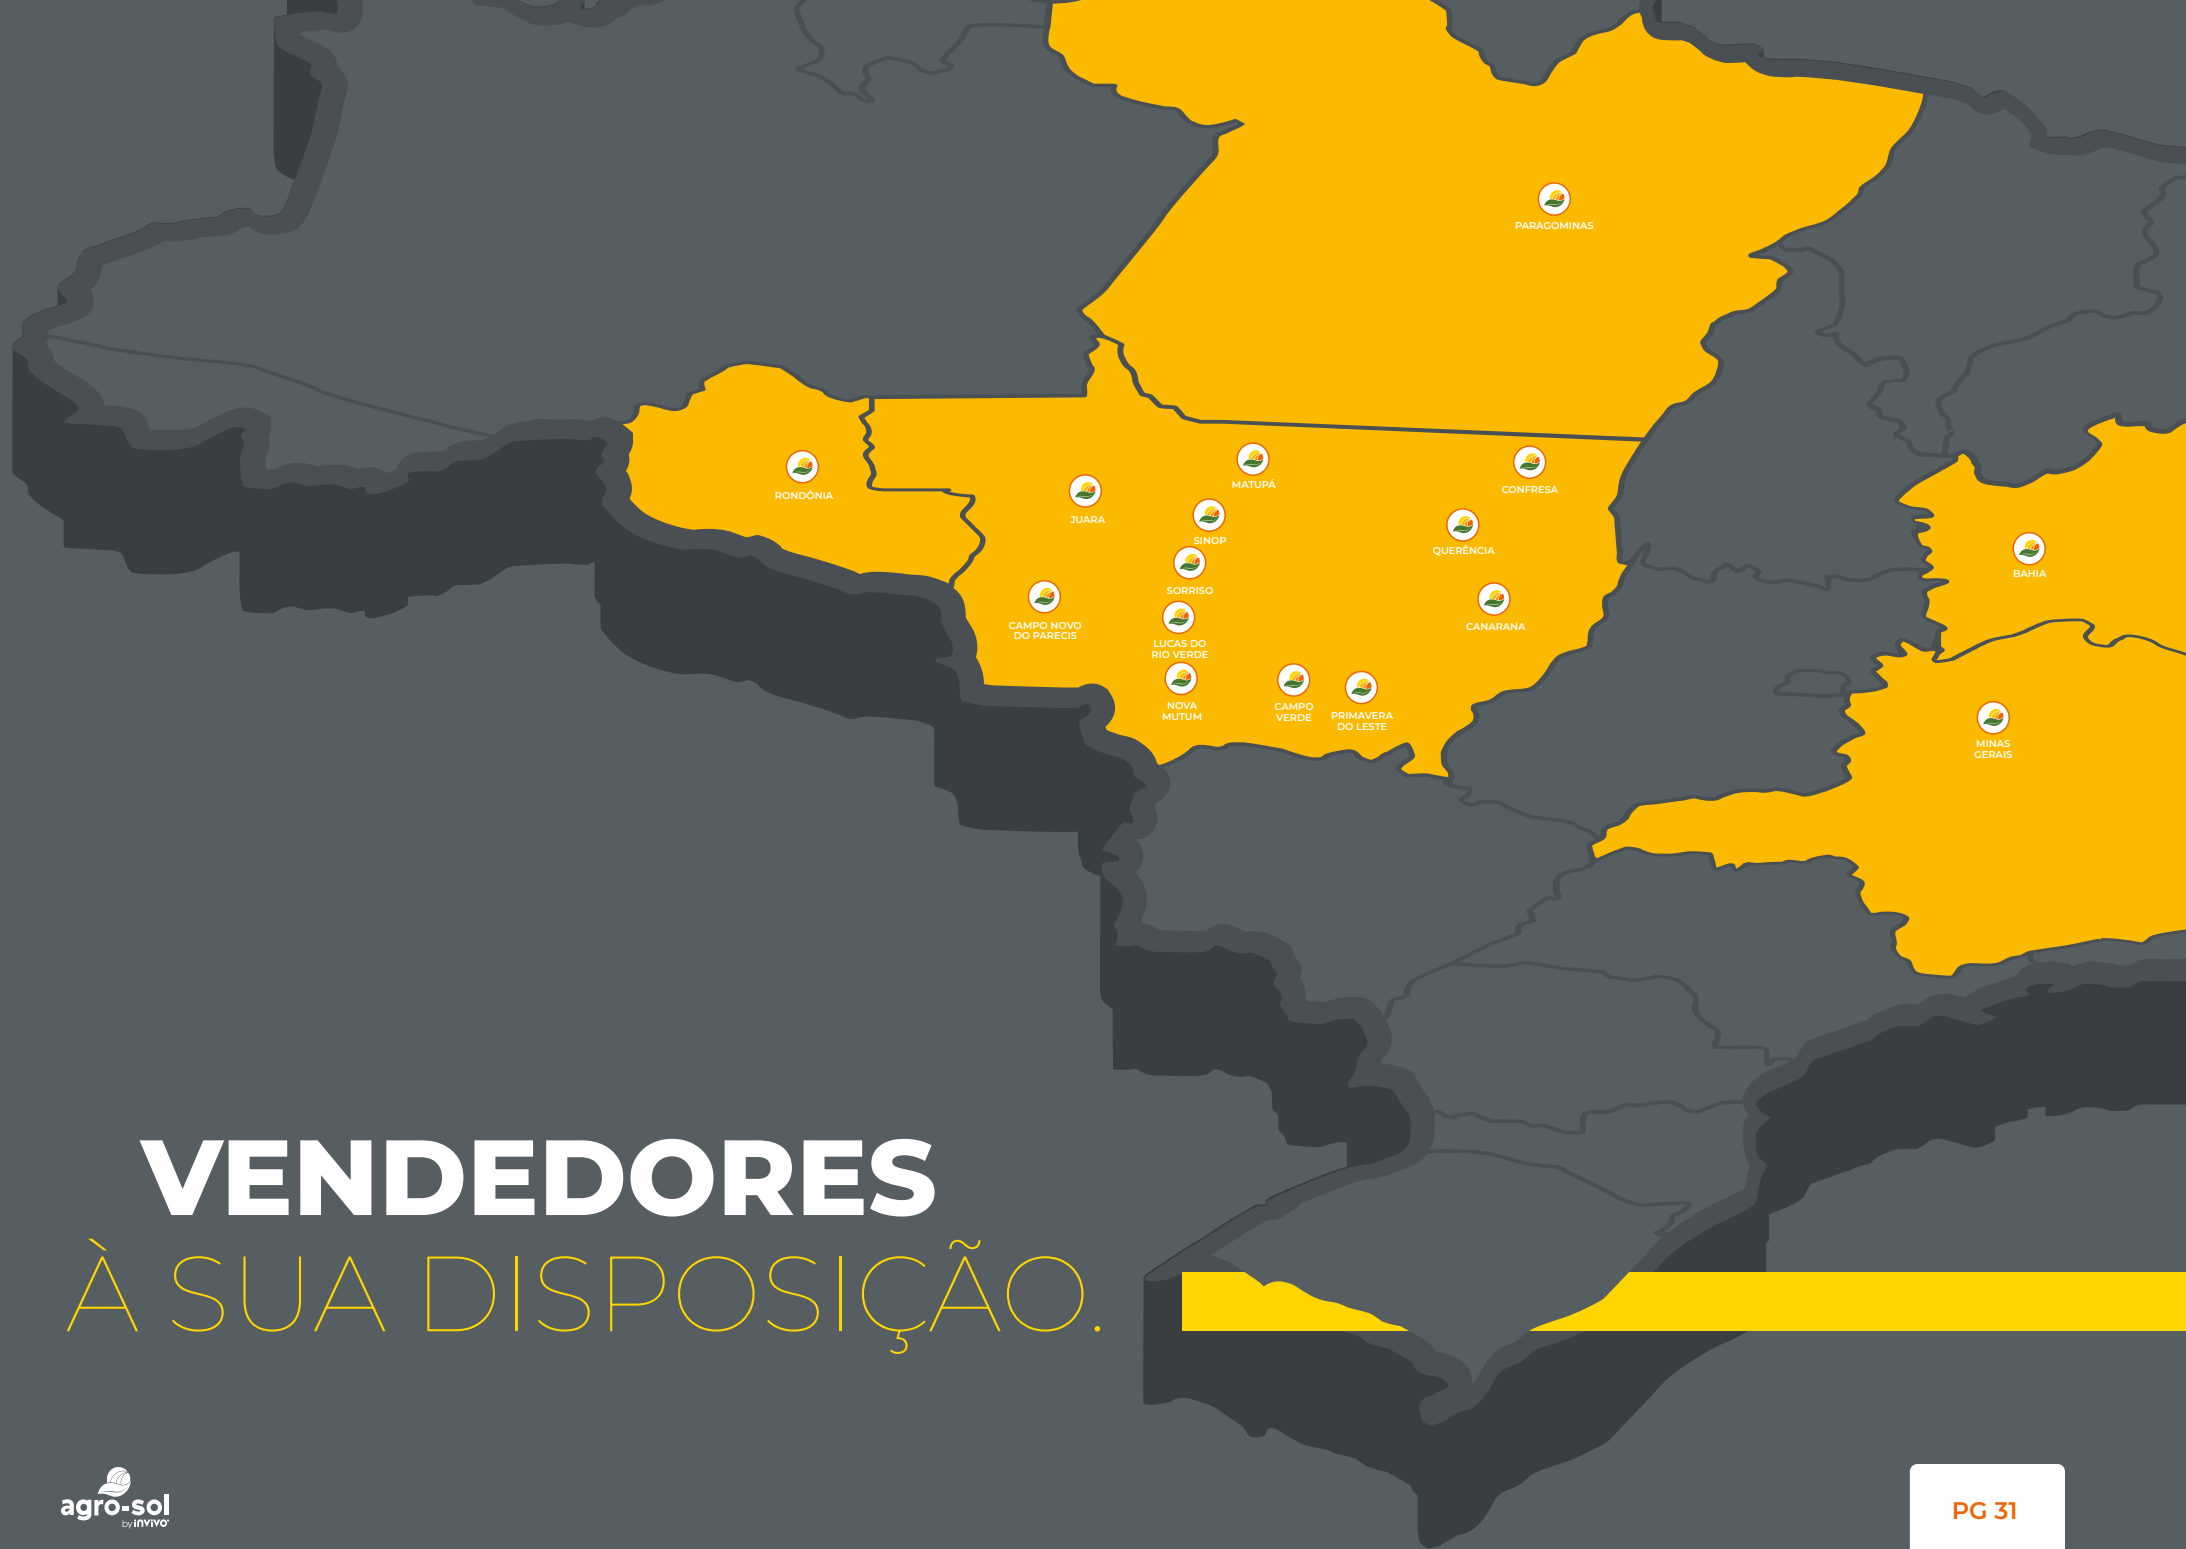 PARAGOMINAS
RONDÔNIA
JUARA
MATUPÁ
CONFRESA
SINOP
QUERÊNCIA
SORRISO
BAHIA
CAMPO NOVO
DO PARECIS
LUCAS DO
RIO VERDE
CANARANA
NOVA
MUTUM
CAMPO
VERDE
PRIMAVERA
DO LESTE
MINAS
GERAIS
VENDEDORES
À SUA DISPOSIÇÃO.
agro-sol
by invivo
PG 31